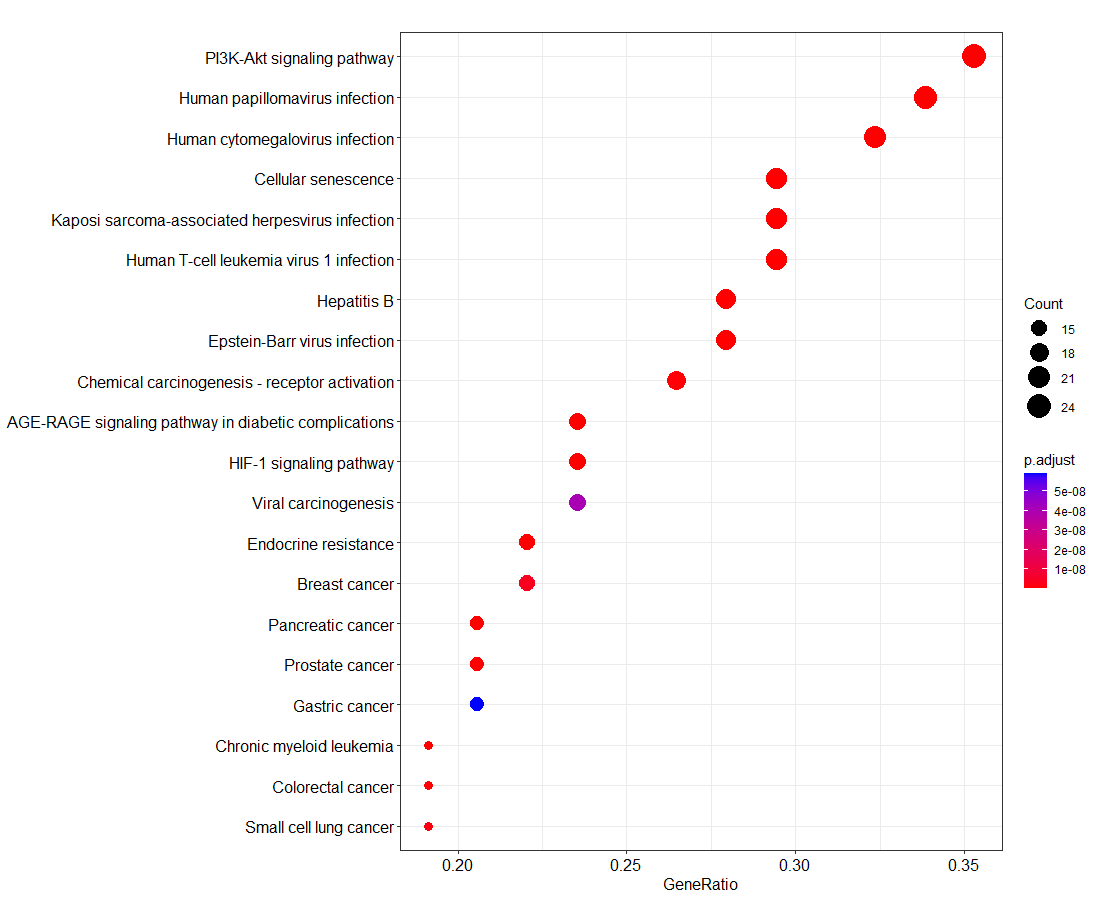 PI3K-Akt signaling pathway
Human papillomavirus infection
Human cytomegalovirus infection
Cellular senescence
Kaposi sarcoma-associated herpesvirus infection
Human T-cell leukemia virus 1 infection
Hepatitis B
Epstein-Barr virus infection
Chemical carcinogenesis - receptor activation
AGE-RAGE signaling pathway in diabetic complications
HIF-1 signaling pathway
Viral carcinogenesis
Endocrine resistance
Breast cancer
Pancreatic cancer
Prostate cancer
Gastric cancer
Chronic myeloid leukemia
Colorectal cancer
Small cell lung cancer
0.20 0.25 0.30 0.35
GeneRatio
Count
15
18
21
24
p.adjust
5e-08
4e-08
3e-08
2e-08
1e-08